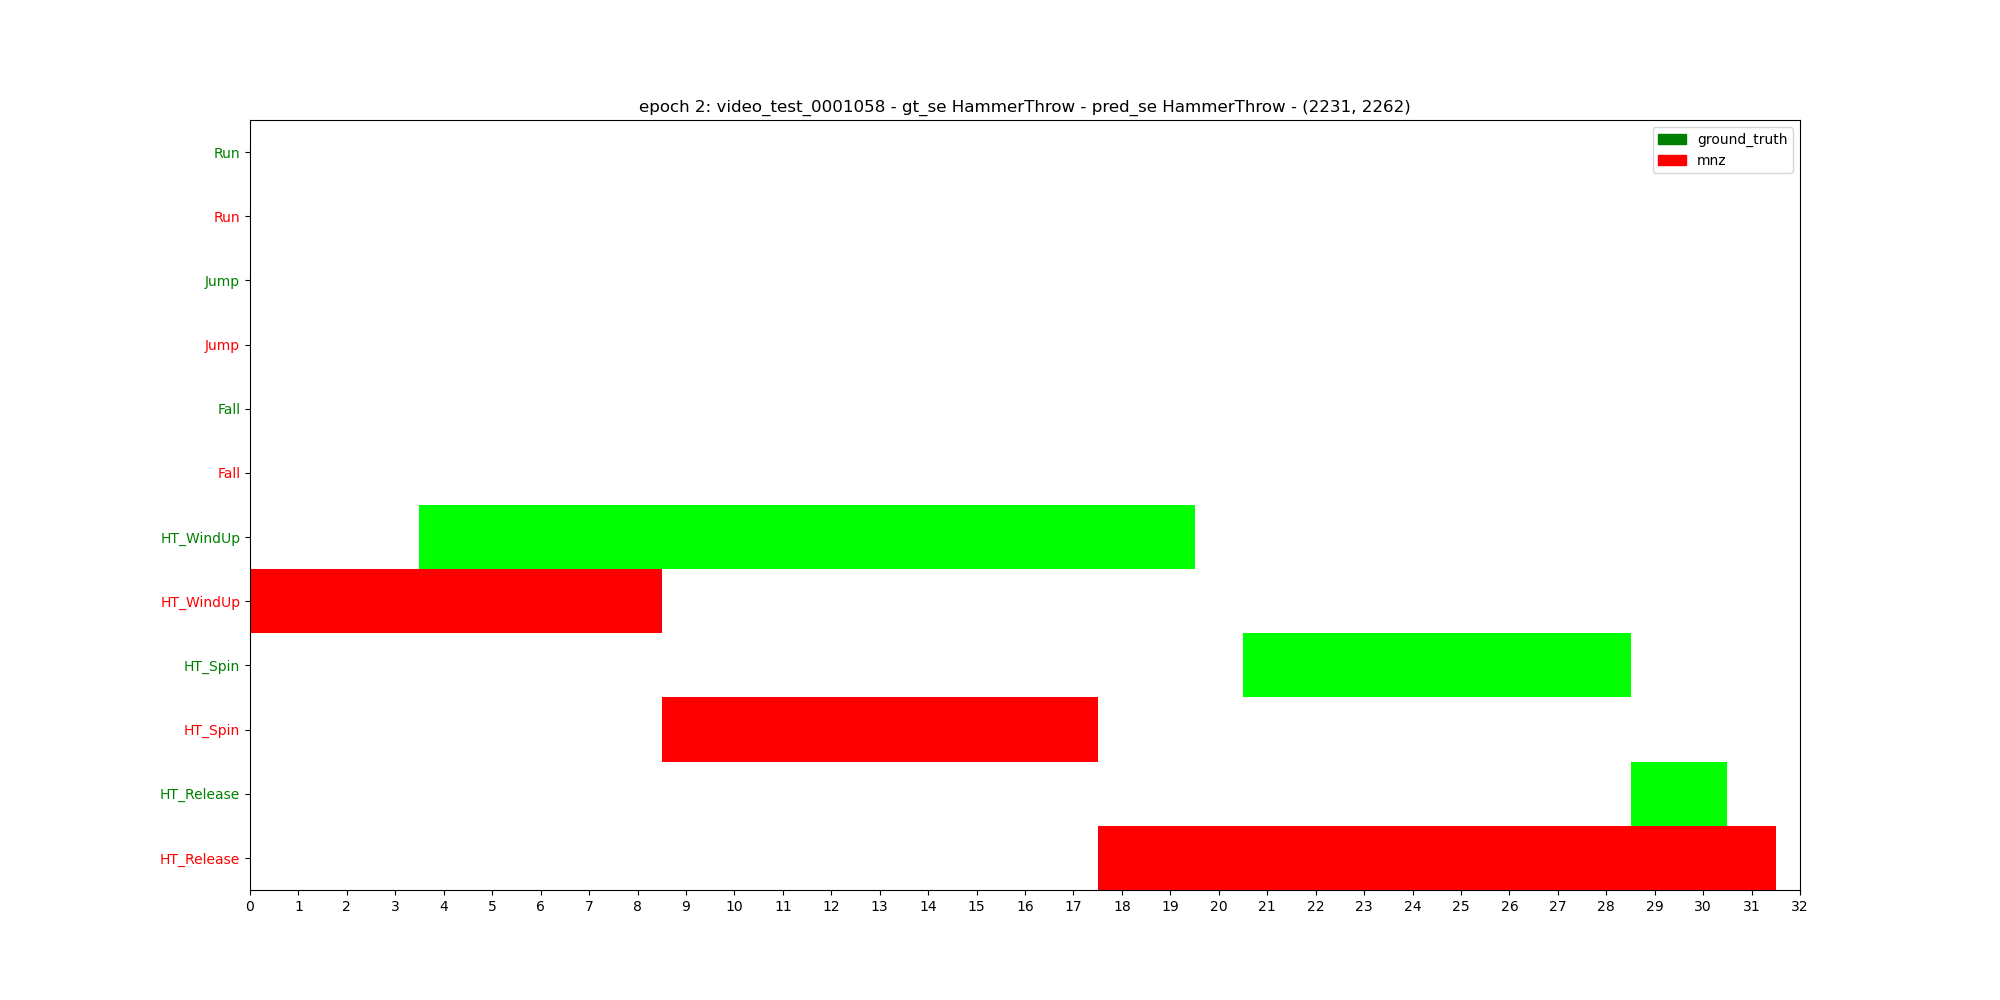 epoch 2: video_test_0001058 - gt_se HammerThrow - pred_se HammerThrow - (2231, 2262)
ground_truth
mnz
Run
Run
Jump
Jump
Fall
Fall
HT_WindUp
HT_WindUp
HT_Spin
HT_Spin
HT_Release
HT_Release
0 1 2 3 4 5 6 7 8 9 10 11 12 13 14 15 16 17 18 19 20 21 22 23 24 25 26 27 28 29 30 31 32